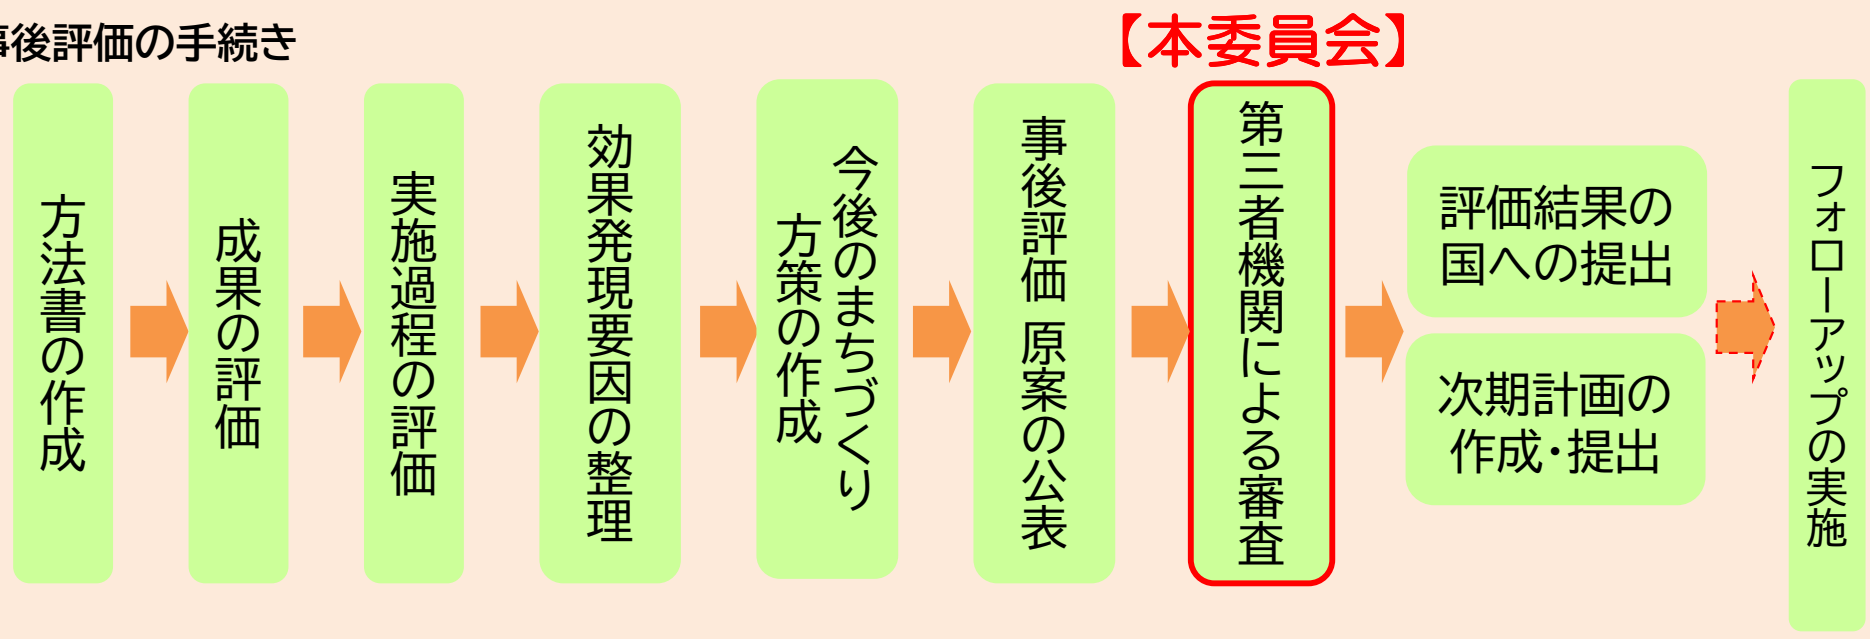 事後評価の手続き
【本委員会】
方法書の作成
成果の評価
実施過程の評価
効果発現要因の整理
今後のまちづくり
方策の作成
事後評価 原案の公表
第三者機関による審査
評価結果の
国への提出
次期計画の
作成・提出
フォローアップの実施